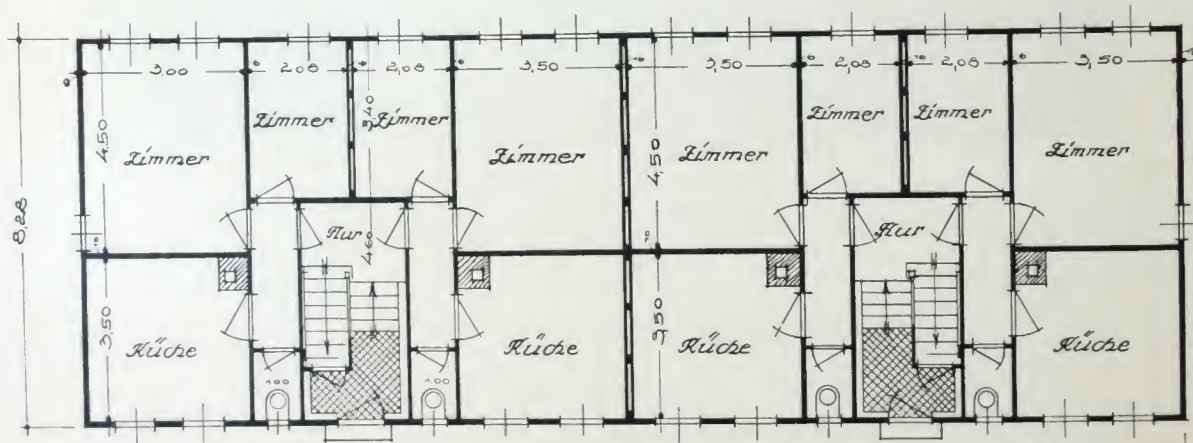 3.00 2.08 2,08 3,50 3,50 2,08 2,08 3,50
Zimmer Zimmer Zimmer Zimmer
Zimmer Zimmer Zimmer Zimmer
4.50 3,40 4,50
8,28
Flur Flur
4.60
3,50 3,50
Küche Küche Küche Küche
1.00 1.00